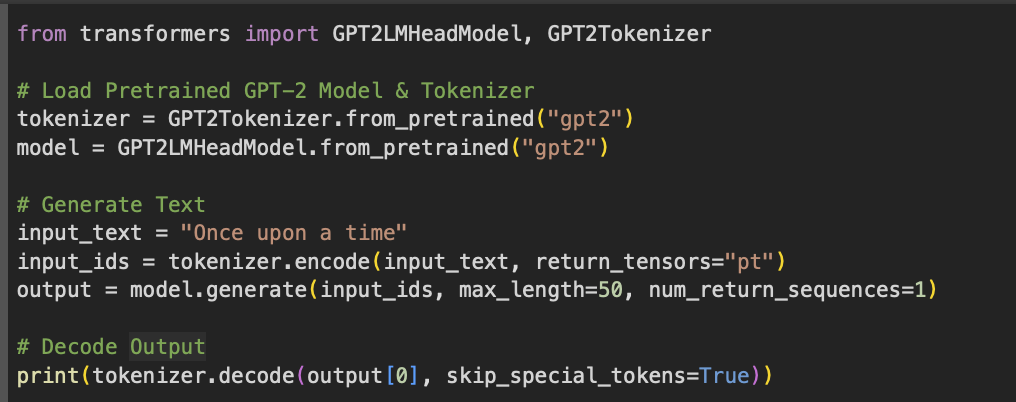 from transformers import GPT2LMHeadModel, GPT2Tokenizer
# Load Pretrained GPT-2 Model & Tokenizer
tokenizer = GPT2Tokenizer.from_pretrained("gpt2")
model = GPT2LMHeadModel.from_pretrained("gpt2")
# Generate Text
input_text = "Once upon a time"
input_ids = tokenizer.encode(input_text, return_tensors="pt")
output = model.generate(input_ids, max_length=50, num_return_sequences=1)
# Decode Output
print(tokenizer.decode(output[0], skip_special_tokens=True))